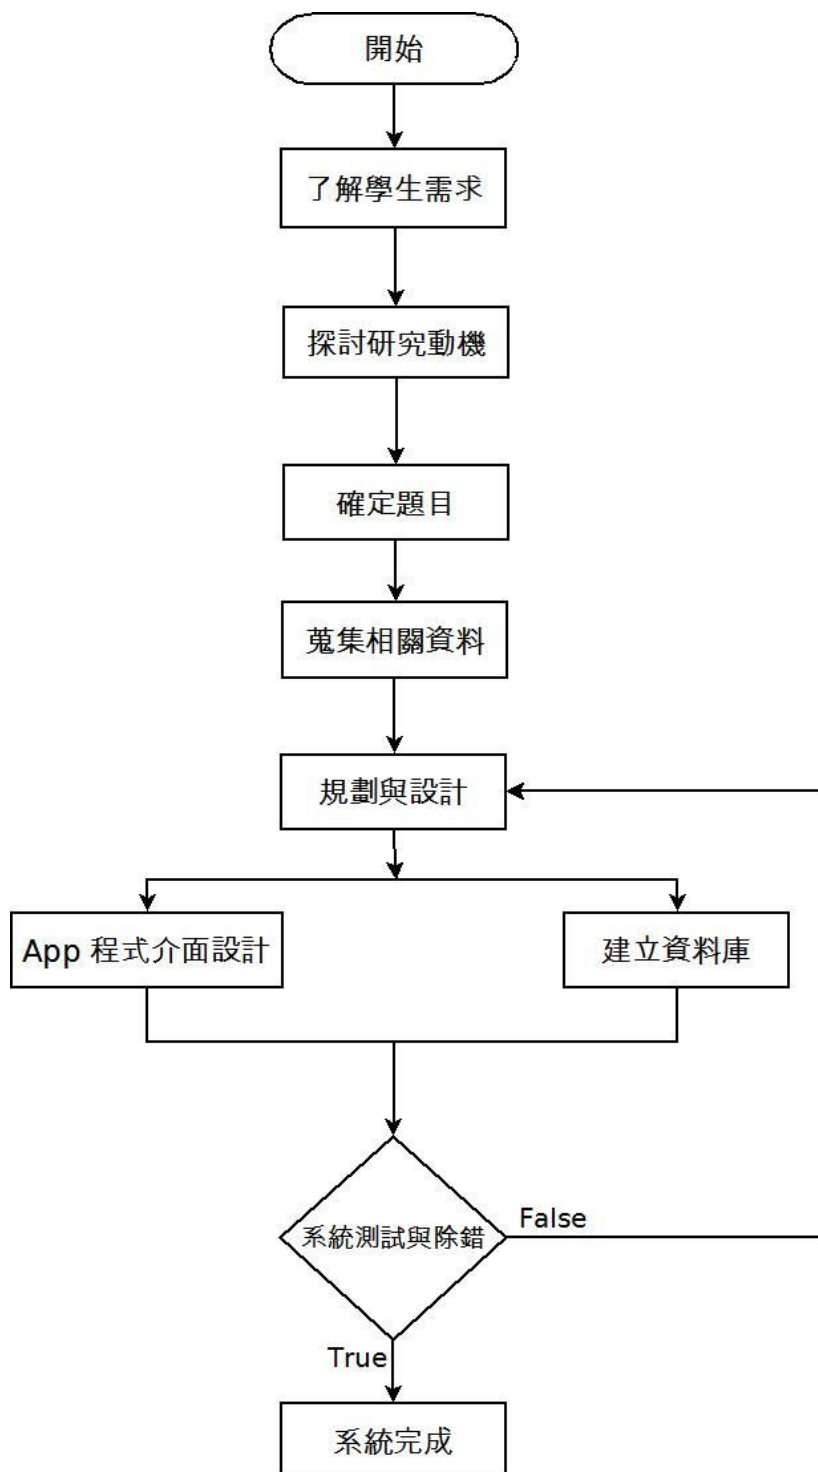 開始
了解學生需求
探討研究動機
確定題目
蒐集相關資料
規劃與設計
App 程式介面設計
建立資料庫
系統測試與除錯
False
True
系統完成